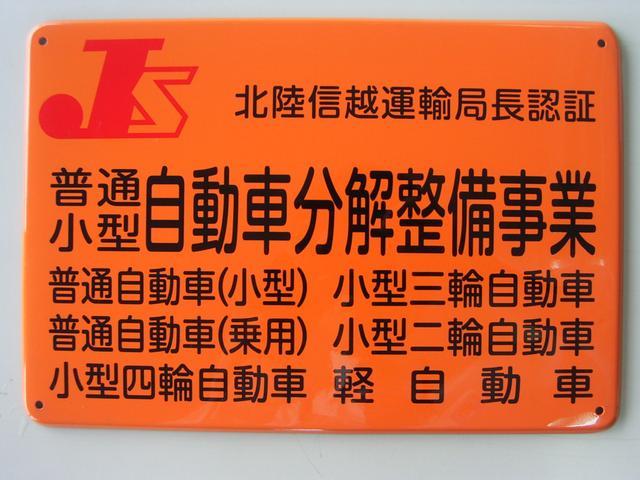 JS
北陸信越運輸局長認証
普通
小型
自動車分解整備事業
普通自動車(小型) 小型三輪自動車
普通自動車(乗用) 小型二輪自動車
小型四輪自動車 軽自動車